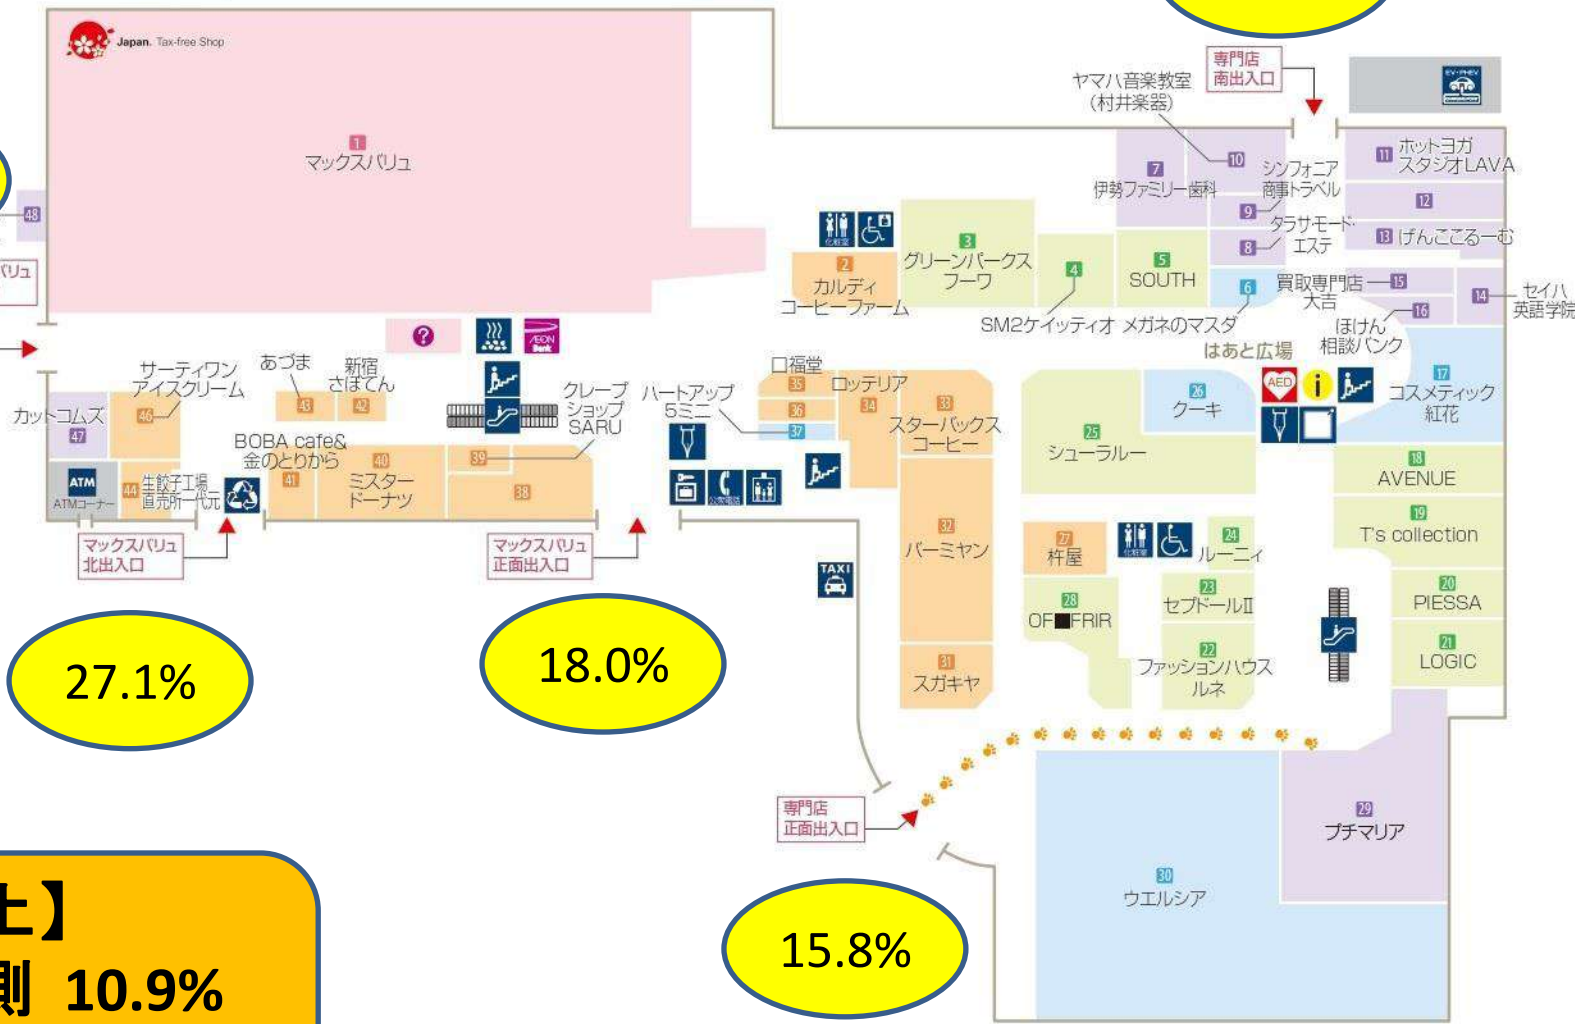 Japan. Tax-free Shop
専門店
南出入口
EV・PHEV
ヤマハ音楽教室
(村井楽器)
1
マックスバリュ
7
伊勢ファミリー歯科
10
シンフォニア
商事トラベル
9
11
ホットヨガ
スタジオLAVA
12
タラサ・モード・
エステ
8
13
げんここるーむ
48
バリュ
化粧室
2
カルディ
コーヒーファーム
3
グリーンパークス
フーワ
4
SM2ケイッティオ
5
SOUTH
6
メガネのマスダ
買取専門店
大吉
15
14
セイハ
英語学院
16
ほけん
相談バンク
はあと広場
?
ÆON
Bank
AED
i
17
コスメティック
紅花
サーティワン
アイスクリーム
46
あづま
43
新宿
さぼてん
42
クレープ
ショップ
SARU
39
ハートアップ
5ミニ
37
口福堂
35
36
ロッテリア
34
33
スターバックス
コーヒー
26
クーキ
25
シューラルー
カットコムズ
47
BOBA cafe&
金のとりから
41
40
ミスター
ドーナツ
38
ATM
ATMコーナー
44
生餃子工場
直売所一代元
公衆電話
18
AVENUE
19
T's collection
マックスバリュ
北出入口
マックスバリュ
正面出入口
TAXI
32
バーミヤン
27
杵屋
化粧室
24
ルーニィ
23
セブドールⅡ
20
PIESSA
28
OF■FRIR
22
ファッションハウス
ルネ
21
LOGIC
31
スガキヤ
27.1%
18.0%
専門店
正面出入口
29
プチマリア
30
ウエルシア
15.8%
土】
側 10.9%